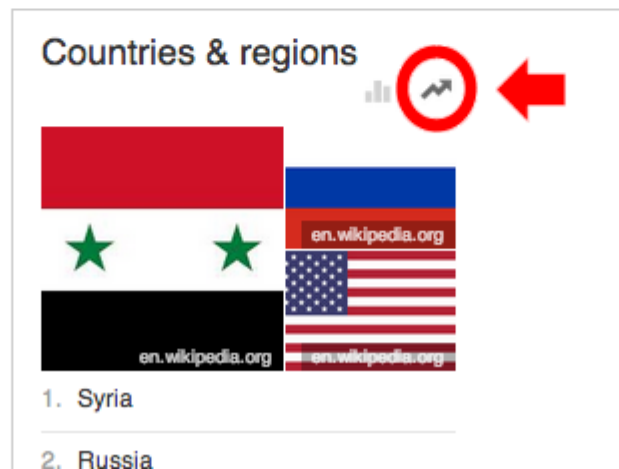 Countries & regions
en.wikipedia.org
en.wikipedia.org
en.wikipedia.org
1. Syria
2. Russia